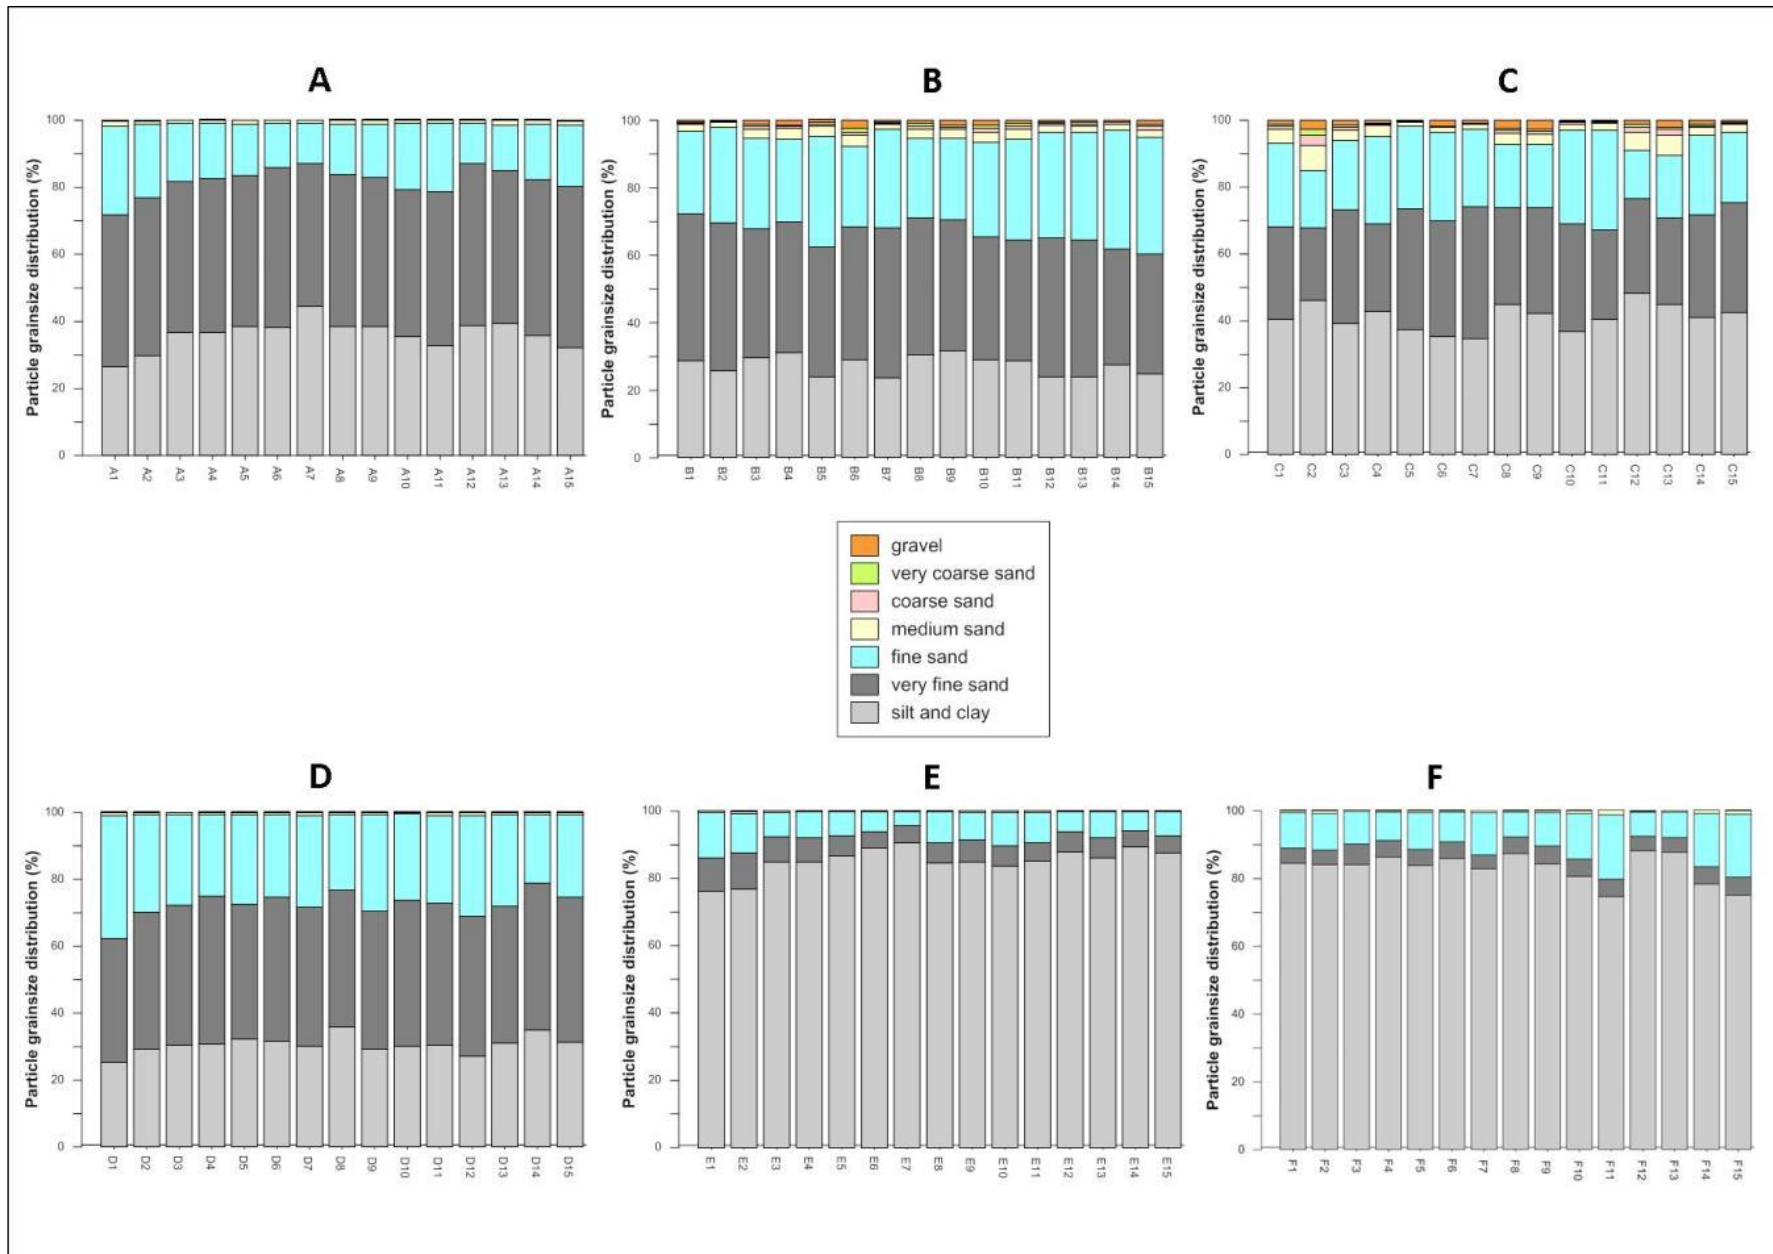 A
B
C
Particle grainsize distribution (%)
100
80
60
40
20
0
A1 A2 A3 A4 A5 A6 A7 A8 A9 A10 A11 A12 A13 A14 A15
Particle grainsize distribution (%)
100
80
60
40
20
0
B1 B2 B3 B4 B5 B6 B7 B8 B9 B10 B11 B12 B13 B14 B15
Particle grainsize distribution (%)
100
80
60
40
20
0
C1 C2 C3 C4 C5 C6 C7 C8 C9 C10 C11 C12 C13 C14 C15
gravel
very coarse sand
coarse sand
medium sand
fine sand
very fine sand
silt and clay
D
E
F
Particle grainsize distribution (%)
100
80
60
40
20
0
D1 D2 D3 D4 D5 D6 D7 D8 D9 D10 D11 D12 D13 D14 D15
Particle grainsize distribution (%)
100
80
60
40
20
0
E1 E2 E3 E4 E5 E6 E7 E8 E9 E10 E11 E12 E13 E14 E15
Particle grainsize distribution (%)
100
80
60
40
20
0
F1 F2 F3 F4 F5 F6 F7 F8 F9 F10 F11 F12 F13 F14 F15